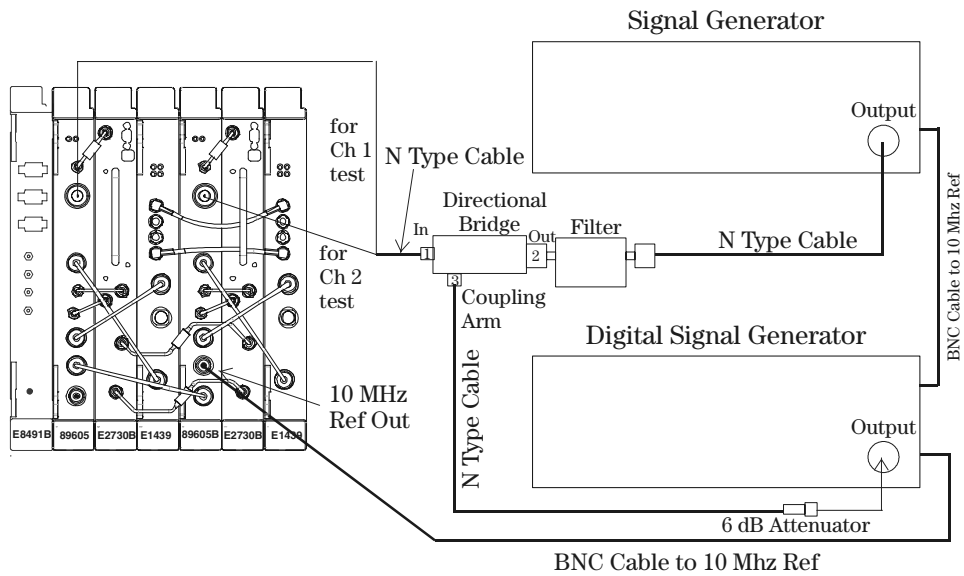 Signal Generator
Output
for
Ch 1
test
N Type Cable
Directional
Bridge
In
Out
Filter
1
2
3
N Type Cable
for
Ch 2
test
Coupling
Arm
BNC Cable to 10 Mhz Ref
Digital Signal Generator
N Type Cable
10 MHz
Ref Out
Output
E8491B
89605
E2730B
E1439
89605B
E2730B
E1439
6 dB Attenuator
BNC Cable to 10 Mhz Ref